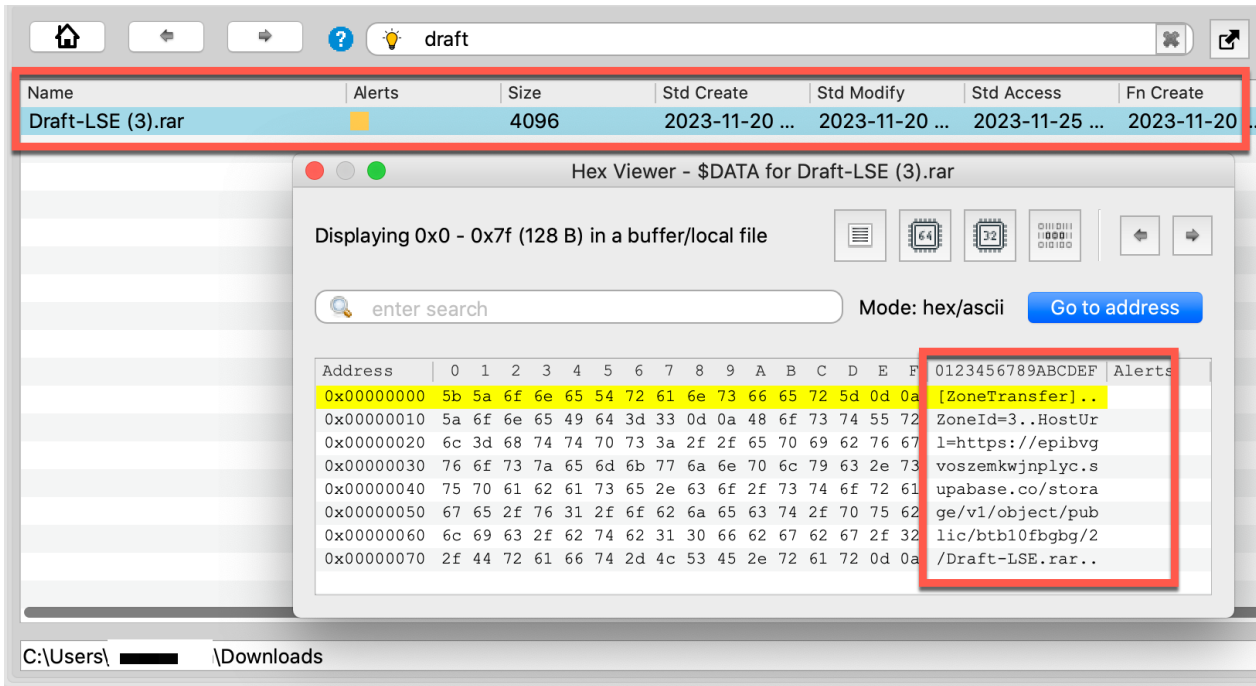 draft
Name Alerts Size Std Create Std Modify Std Access Fn Create
Draft-LSE (3).rar 4096 2023-11-20 ... 2023-11-20 ... 2023-11-25 ... 2023-11-20 ...
Hex Viewer - $DATA for Draft-LSE (3).rar
Displaying 0x0 - 0x7f (128 B) in a buffer/local file
64 32
enter search Mode: hex/ascii Go to address
Address 0 1 2 3 4 5 6 7 8 9 A B C D E F 0123456789ABCDEF Alerts
0x00000000 5b 5a 6f 6e 65 54 72 61 6e 73 66 65 72 5d 0d 0a [ZoneTransfer]..
0x00000010 5a 6f 6e 65 49 64 3d 33 0d 0a 48 6f 73 74 55 72 ZoneId=3..HostUr
0x00000020 6c 3d 68 74 74 70 73 3a 2f 2f 65 70 69 62 76 67 l=https://epibvg
0x00000030 76 6f 73 7a 65 6d 6b 77 6a 6e 70 6c 79 63 2e 73 voszemkwjnplyc.s
0x00000040 75 70 61 62 61 73 65 2e 63 6f 2f 73 74 6f 72 61 upabase.co/stora
0x00000050 67 65 2f 76 31 2f 6f 62 6a 65 63 74 2f 70 75 62 ge/v1/object/pub
0x00000060 6c 69 63 2f 62 74 62 31 30 66 62 67 62 67 2f 32 lic/btb10fbgbg/2
0x00000070 2f 44 72 61 66 74 2d 4c 53 45 2e 72 61 72 0d 0a /Draft-LSE.rar..
C:\Users\ \Downloads